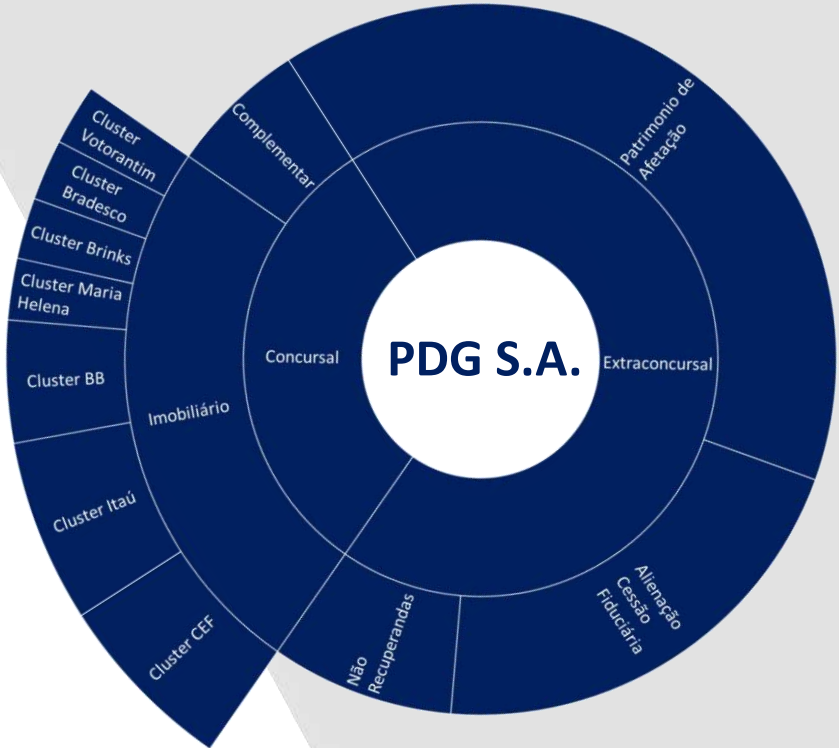 Cluster
Votorantim
Cluster
Bradesco
Cluster Brinks
Cluster Maria
Helena
Cluster BB
Cluster Itaú
Cluster CEF
Complementar
Imobiliário
Concursal
PDG S.A.
Extraconcursal
Patrimonio de
Afetação
Alienação
Cessão
Fiduciária
Não
Recuperandas